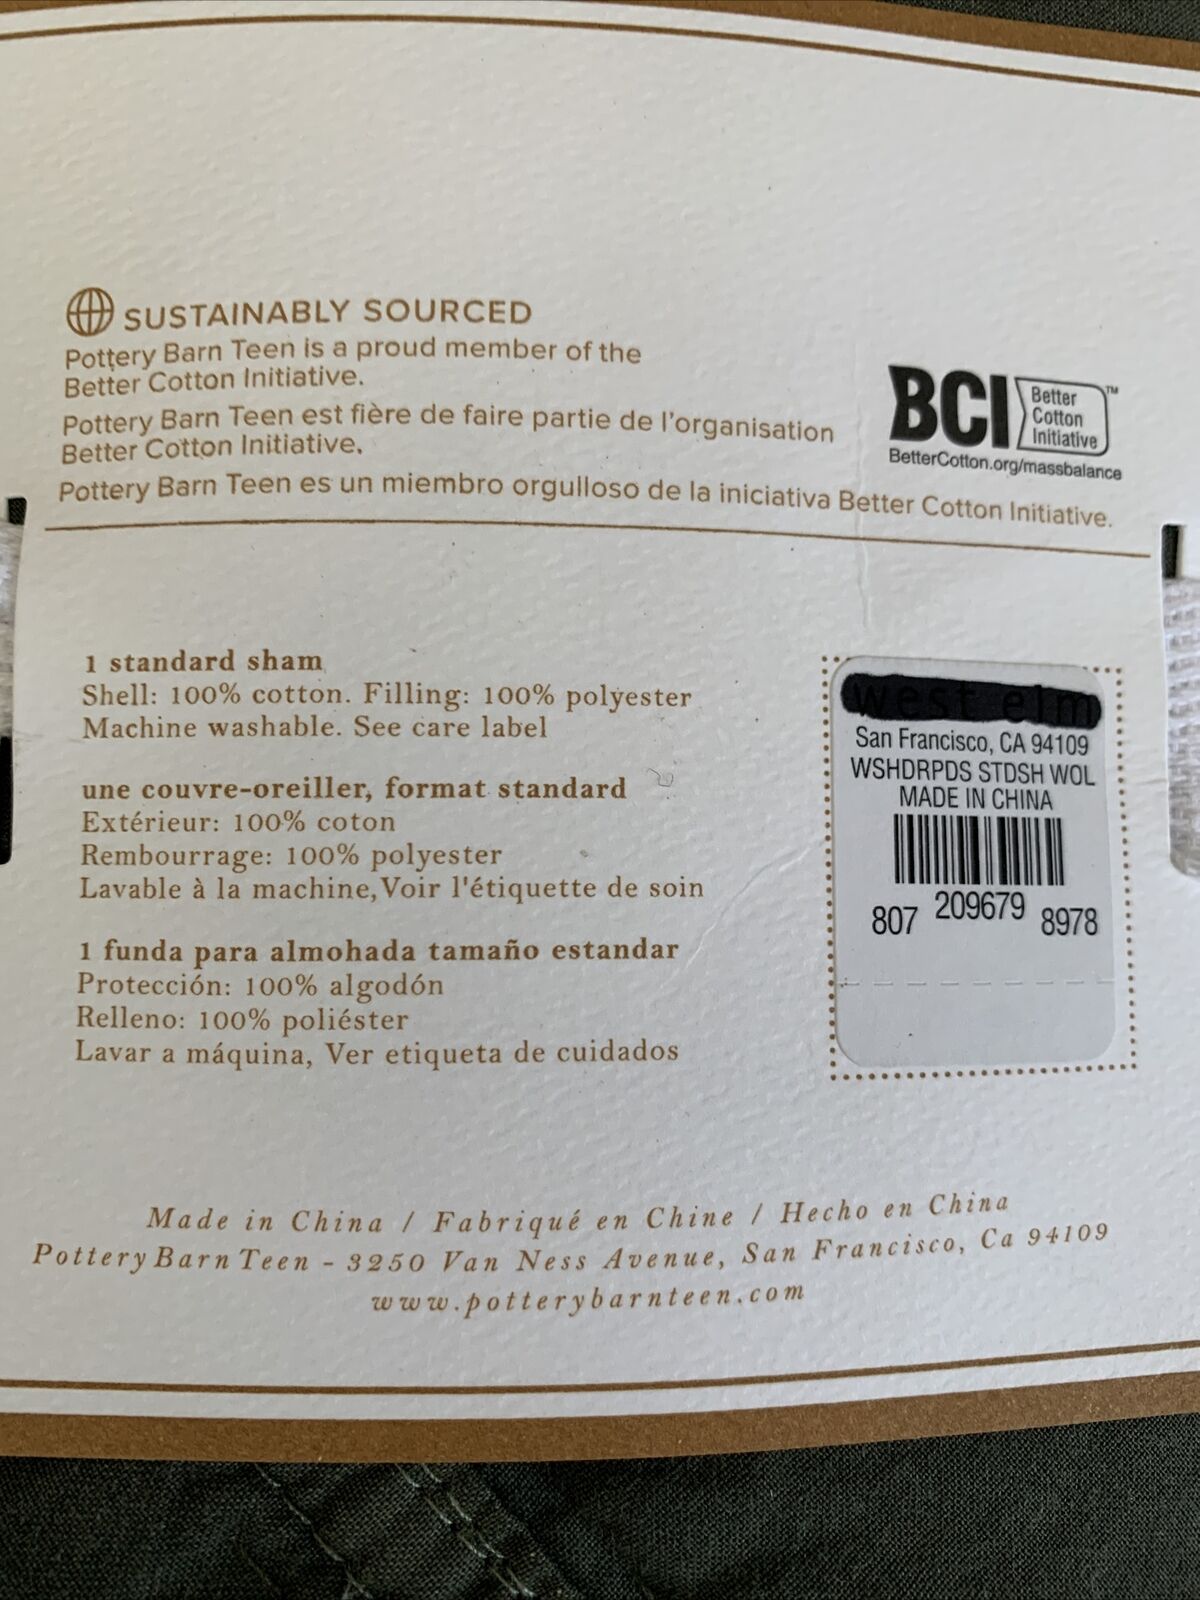 SUSTAINABLY SOURCED
Pottery Barn Teen is a proud member of the
Better Cotton Initiative.
Pottery Barn Teen est fière de faire partie de l'organisation
Better Cotton Initiative.
Pottery Barn Teen es un miembro orgulloso de la iniciativa Better Cotton Initiative.
BCI Better
Cotton
Initiative™
BetterCotton.org/massbalance
1 standard sham
Shell: 100% cotton. Filling: 100% polyester
Machine washable. See care label
une couvre-oreiller, format standard
Extérieur: 100% coton
Rembourrage: 100% polyester
Lavable à la machine,Voir l'étiquette de soin
1 funda para almohada tamaño estandar
Protección: 100% algodón
Relleno: 100% poliéster
Lavar a máquina, Ver etiqueta de cuidados
west elm
San Francisco, CA 94109
WSHDRPDS STDSH WOL
MADE IN CHINA
807 209679 8978
Made in China / Fabriqué en Chine / Hecho en China
Pottery Barn Teen - 3250 Van Ness Avenue, San Francisco, Ca 94109
www.potterybarnteen.com